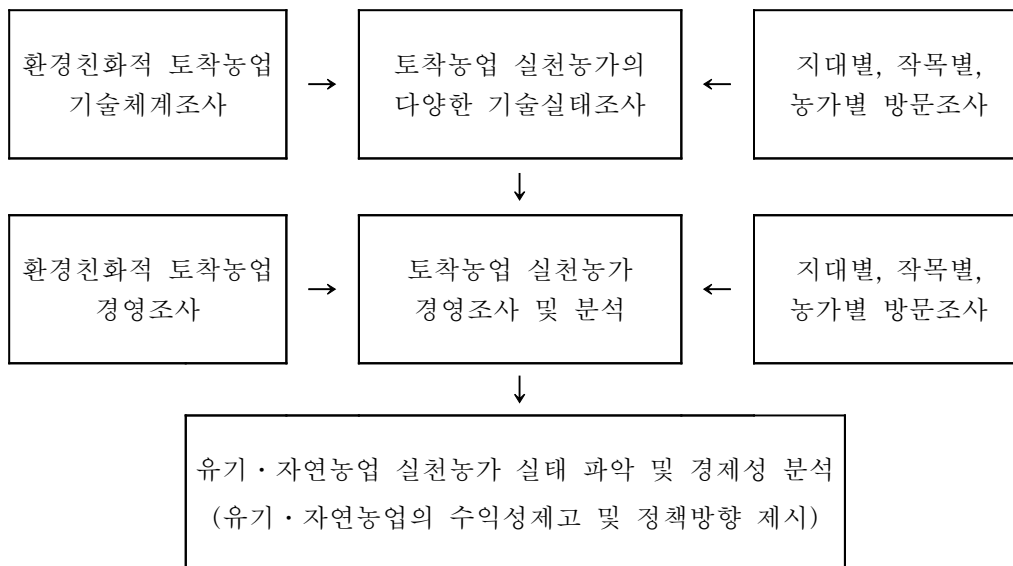 환경친화적 토착농업
기술체계조사
→
토착농업 실천농가의
다양한 기술실태조사
←
지대별, 작목별,
농가별 방문조사
↓
환경친화적 토착농업
경영조사
→
토착농업 실천농가
경영조사 및 분석
←
지대별, 작목별,
농가별 방문조사
↓
유기·자연농업 실천농가 실태 파악 및 경제성 분석
(유기·자연농업의 수익성제고 및 정책방향 제시)